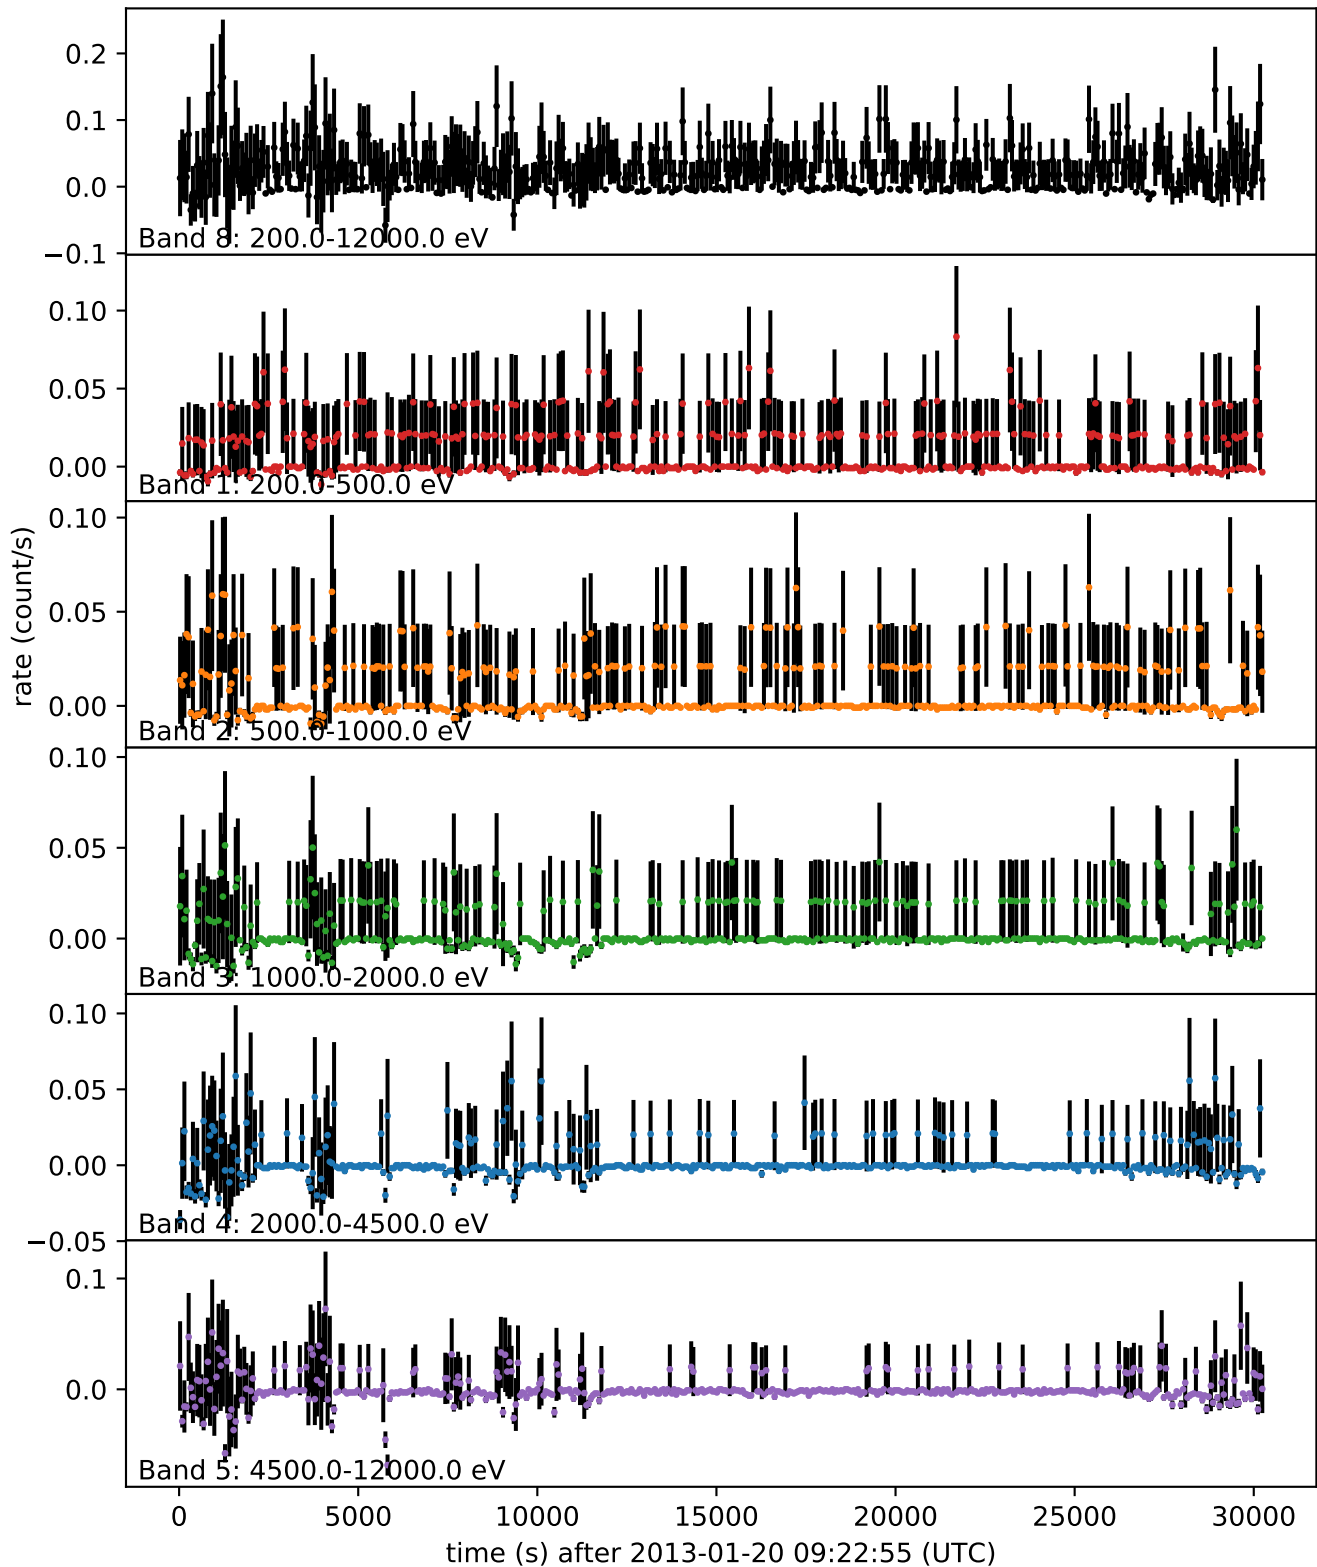 0.2
0.1
0.0
−0.1
Band 8: 200.0-12000.0 eV
0.10
0.05
0.00
Band 1: 200.0-500.0 eV
0.10
0.05
0.00
Band 2: 500.0-1000.0 eV
rate (count/s)
0.10
0.05
0.00
Band 3: 1000.0-2000.0 eV
0.10
0.05
0.00
−0.05
Band 4: 2000.0-4500.0 eV
0.1
0.0
Band 5: 4500.0-12000.0 eV
0 5000 10000 15000 20000 25000 30000
time (s) after 2013-01-20 09:22:55 (UTC)